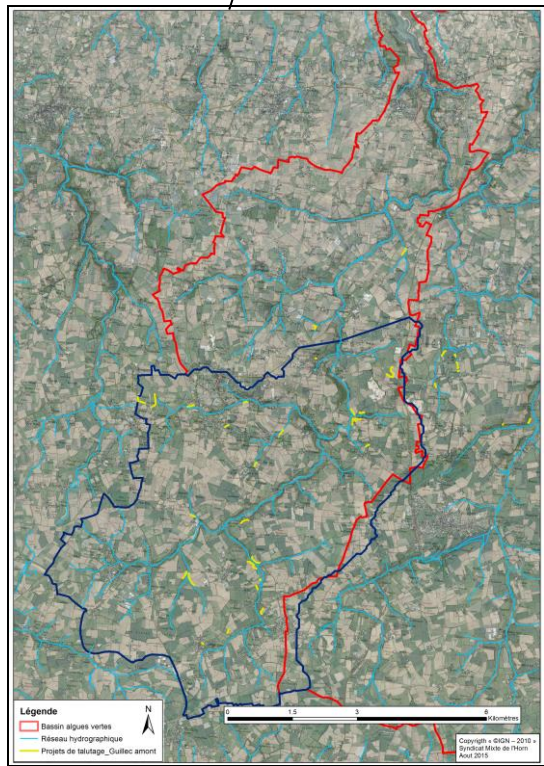 Légende
Bassin algues vertes
Réseau hydrographique
Projets de talutage_Guillec amont
N
0 1.5 3 6
Kilomètres
Copyrigth « ©IGN – 2010 »
Syndicat Mixte de l'Horn
Aout 2015